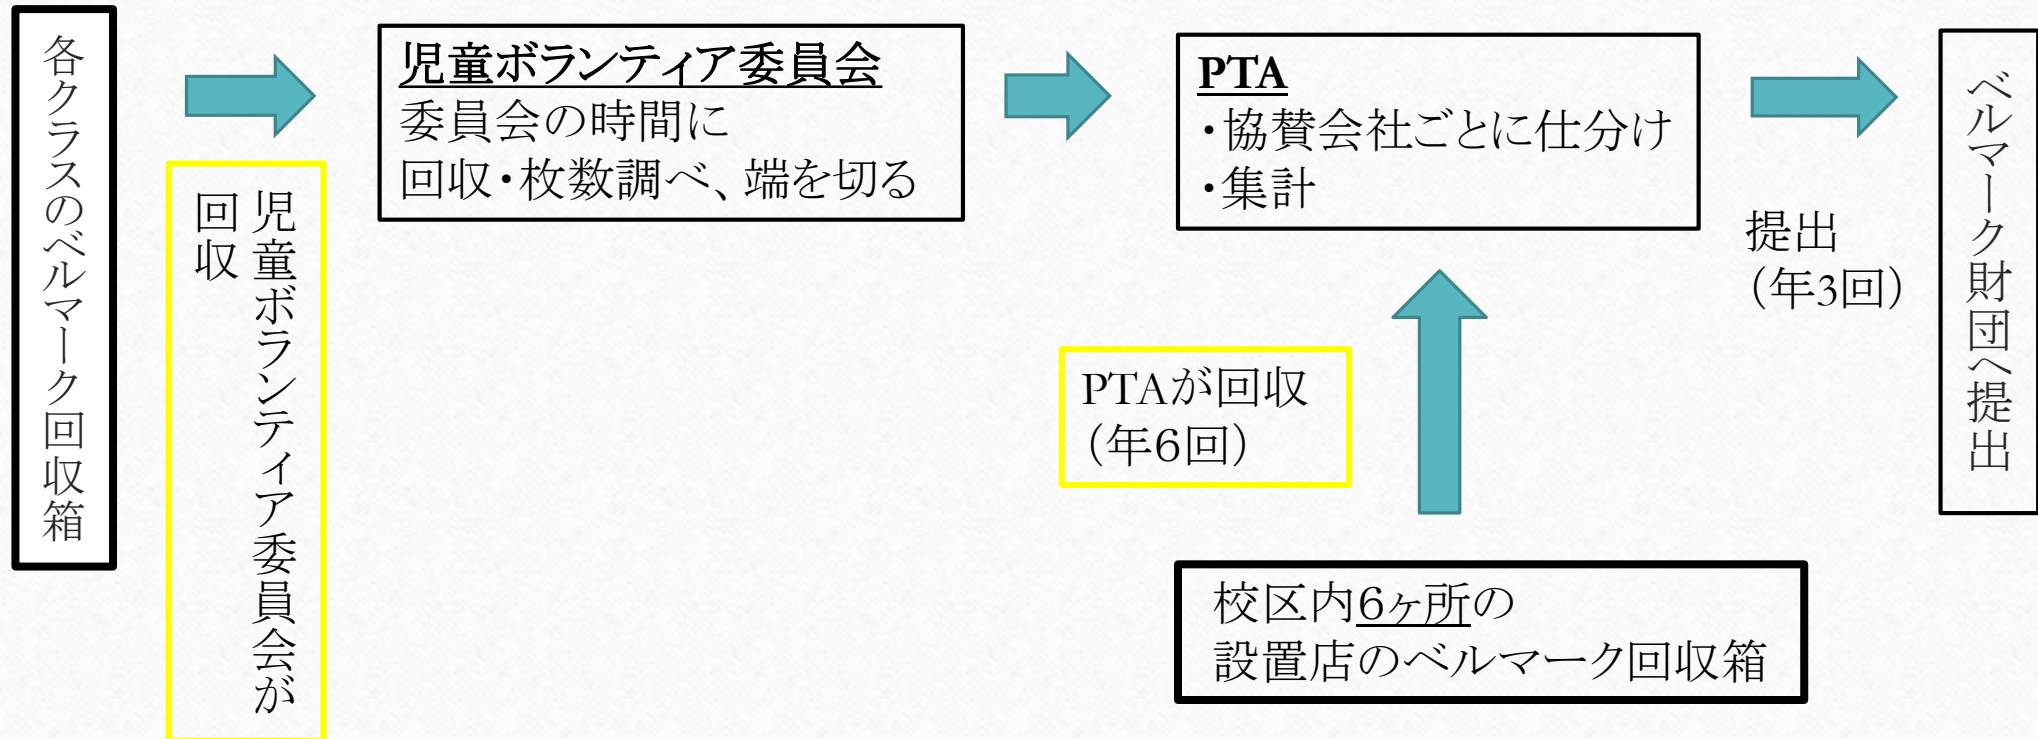 各クラスのベルマーク回収箱
児童ボランティア委員会が
回収
児童ボランティア委員会
委員会の時間に
回収・枚数調べ、端を切る
PTA
・協賛会社ごとに仕分け
・集計
PTAが回収
（年6回）
校区内6ヶ所の
設置店のベルマーク回収箱
提出
（年3回）
ベルマーク財団へ提出